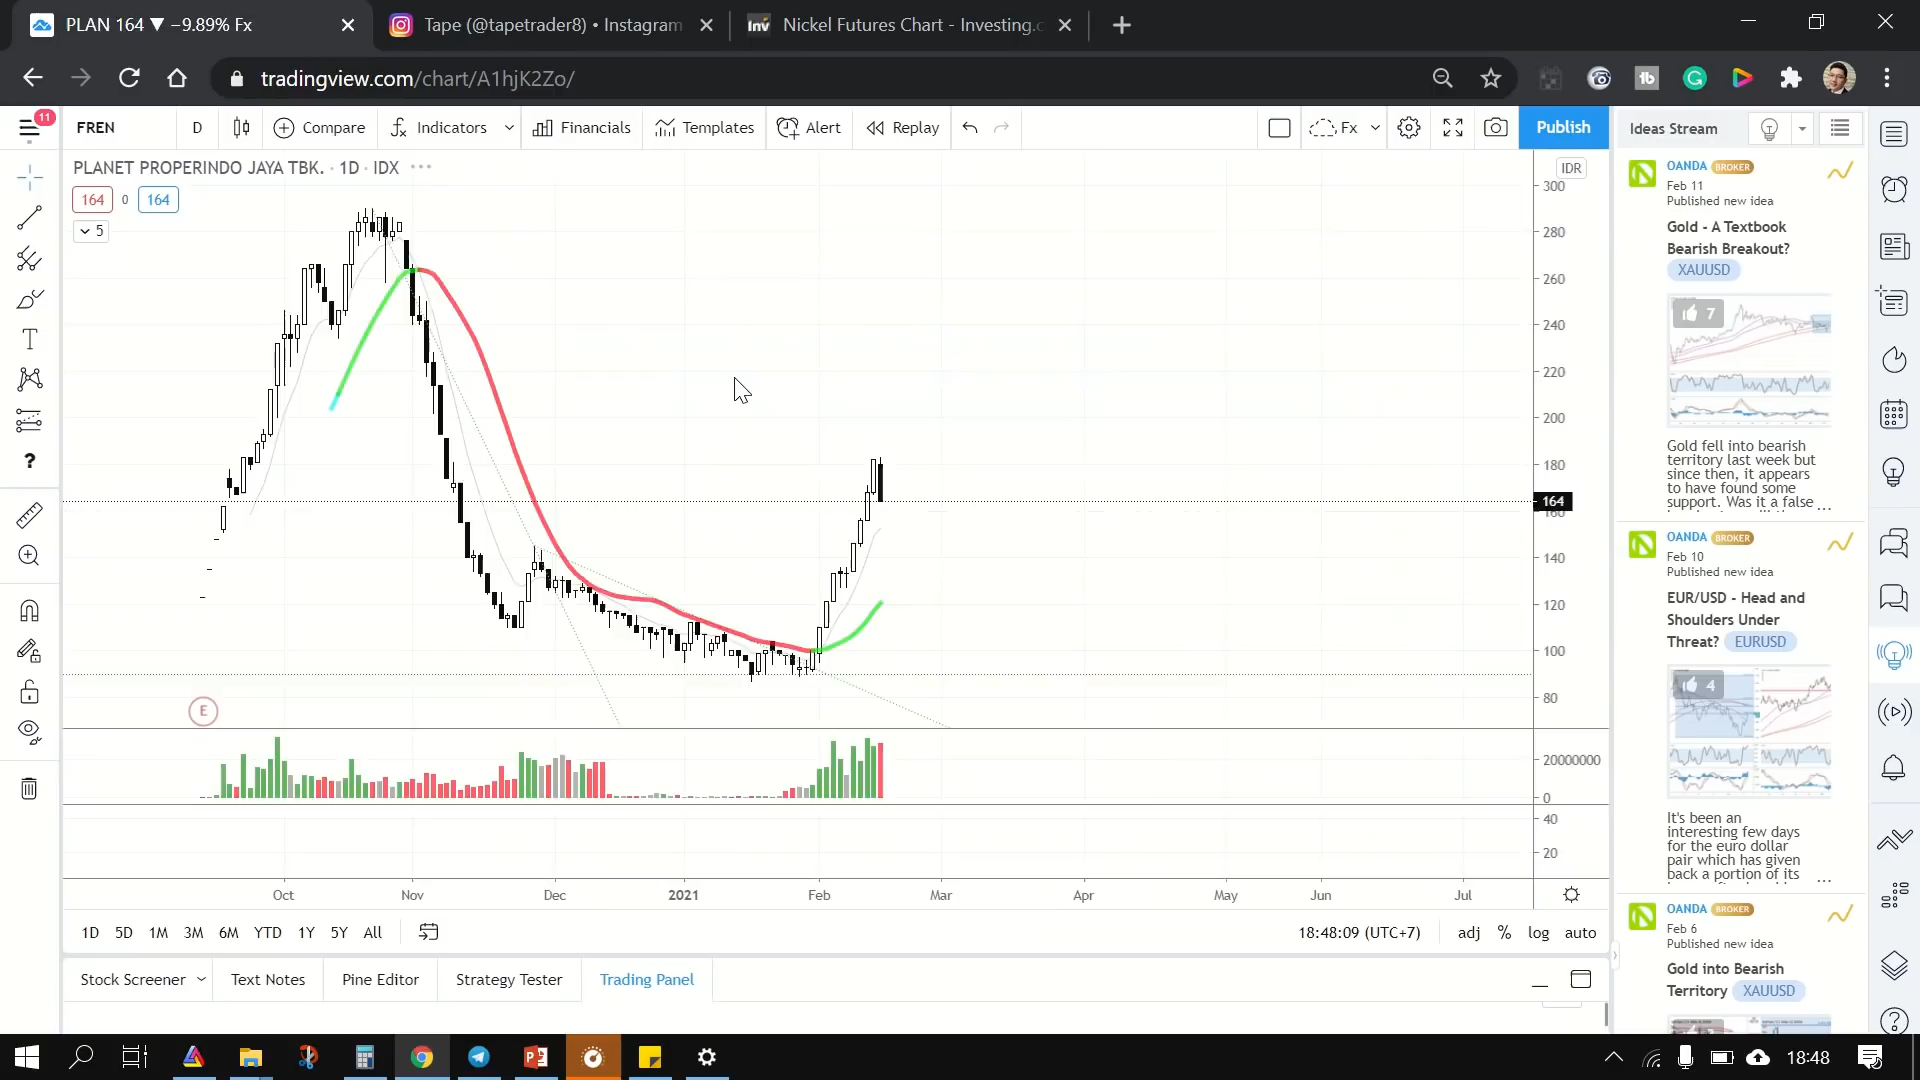 PLAN 164 ▼ −9.89% Fx
Tape (@tapetrader8) • Instagram
Inv
Nickel Futures Chart - Investing.c
tradingview.com/chart/A1hjK2Zo/
11
FREN
D
Compare
Indicators
Financials
Templates
Alert
Replay
Fx
Publish
Ideas Stream
PLANET PROPERINDO JAYA TBK. · 1D · IDX
IDR
164 0 164
5
300
280
260
240
220
200
180
164
160
140
120
100
80
E
20000000
0
40
20
Oct Nov Dec 2021 Feb Mar Apr May Jun Jul
1D 5D 1M 3M 6M YTD 1Y 5Y All
18:48:09 (UTC+7)
adj % log auto
Stock Screener
Text Notes
Pine Editor
Strategy Tester
Trading Panel
OANDA BROKER
Feb 11
Published new idea
Gold - A Textbook
Bearish Breakout?
XAUUSD
7
Gold fell into bearish
territory last week but
since then, it appears
to have found some
support. Was it a false ...
OANDA BROKER
Feb 10
Published new idea
EUR/USD - Head and
Shoulders Under
Threat? EURUSD
4
It's been an
interesting few days
for the euro dollar
pair which has given
back a portion of its ...
OANDA BROKER
Feb 6
Published new idea
Gold into Bearish
Territory XAUUSD
18:48